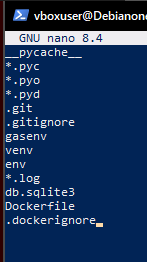 vboxuser@Debianone
GNU nano 8.4
__pycache__
*.pyc
*.pyo
*.pyd
.git
.gitignore
gasenv
venv
env
*.log
db.sqlite3
Dockerfile
.dockerignore